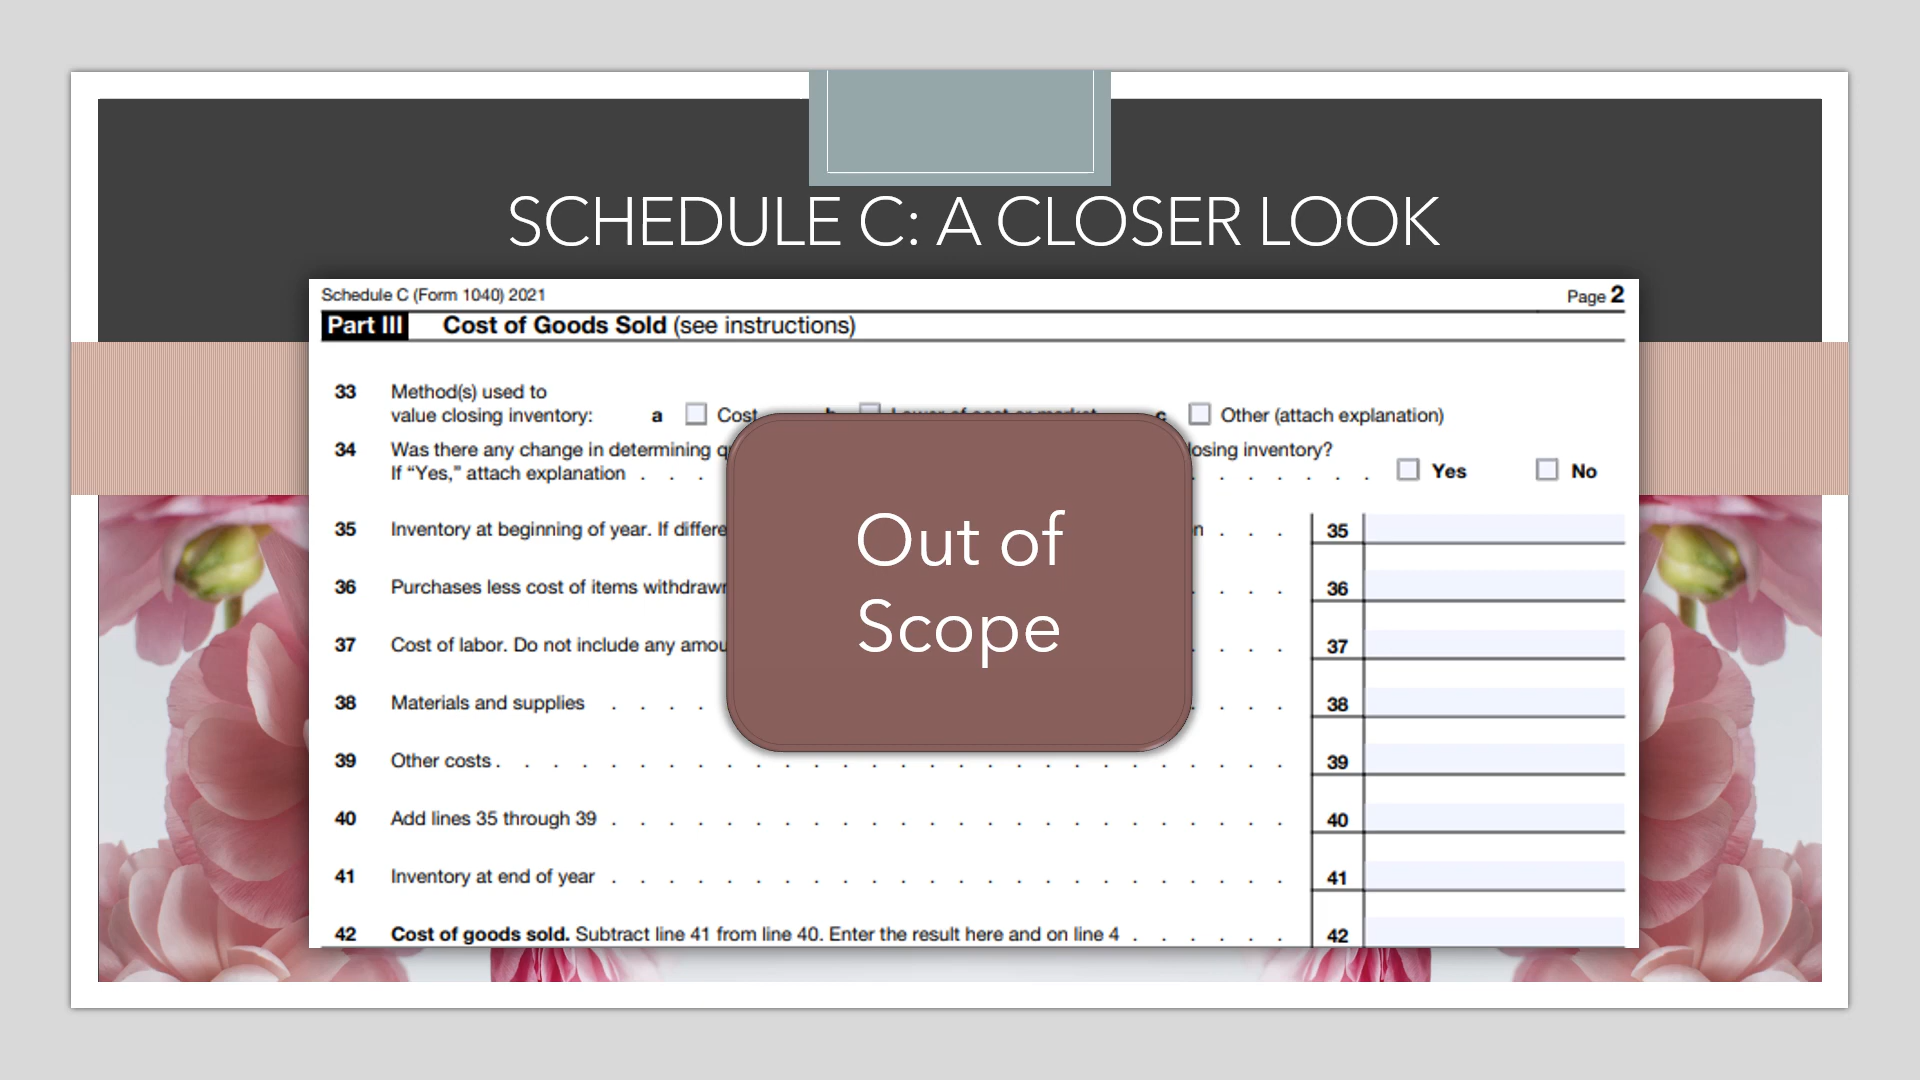 SCHEDULE C: A CLOSER LOOK
Schedule C (Form 1040) 2021 Page 2
Part III Cost of Goods Sold (see instructions)
33 Method(s) used to
value closing inventory: a Cost b Lower of cost or market c Other (attach explanation)
34 Was there any change in determining losing inventory?
If “Yes,” attach explanation . . . . . . . . . . Yes No
35 Inventory at beginning of year. If differe n . . . 35
36 Purchases less cost of items withdrawn . . . . 36
37 Cost of labor. Do not include any amou . . . . 37
38 Materials and supplies . . . . . . . . 38
39 Other costs . . . . . . . . . . . . . . . . . . . . . . . . . . . . 39
40 Add lines 35 through 39 . . . . . . . . . . . . . . . . . . . . . . . . 40
41 Inventory at end of year . . . . . . . . . . . . . . . . . . . . . . . . 41
42 Cost of goods sold. Subtract line 41 from line 40. Enter the result here and on line 4 . . . . . . 42
Out of
Scope